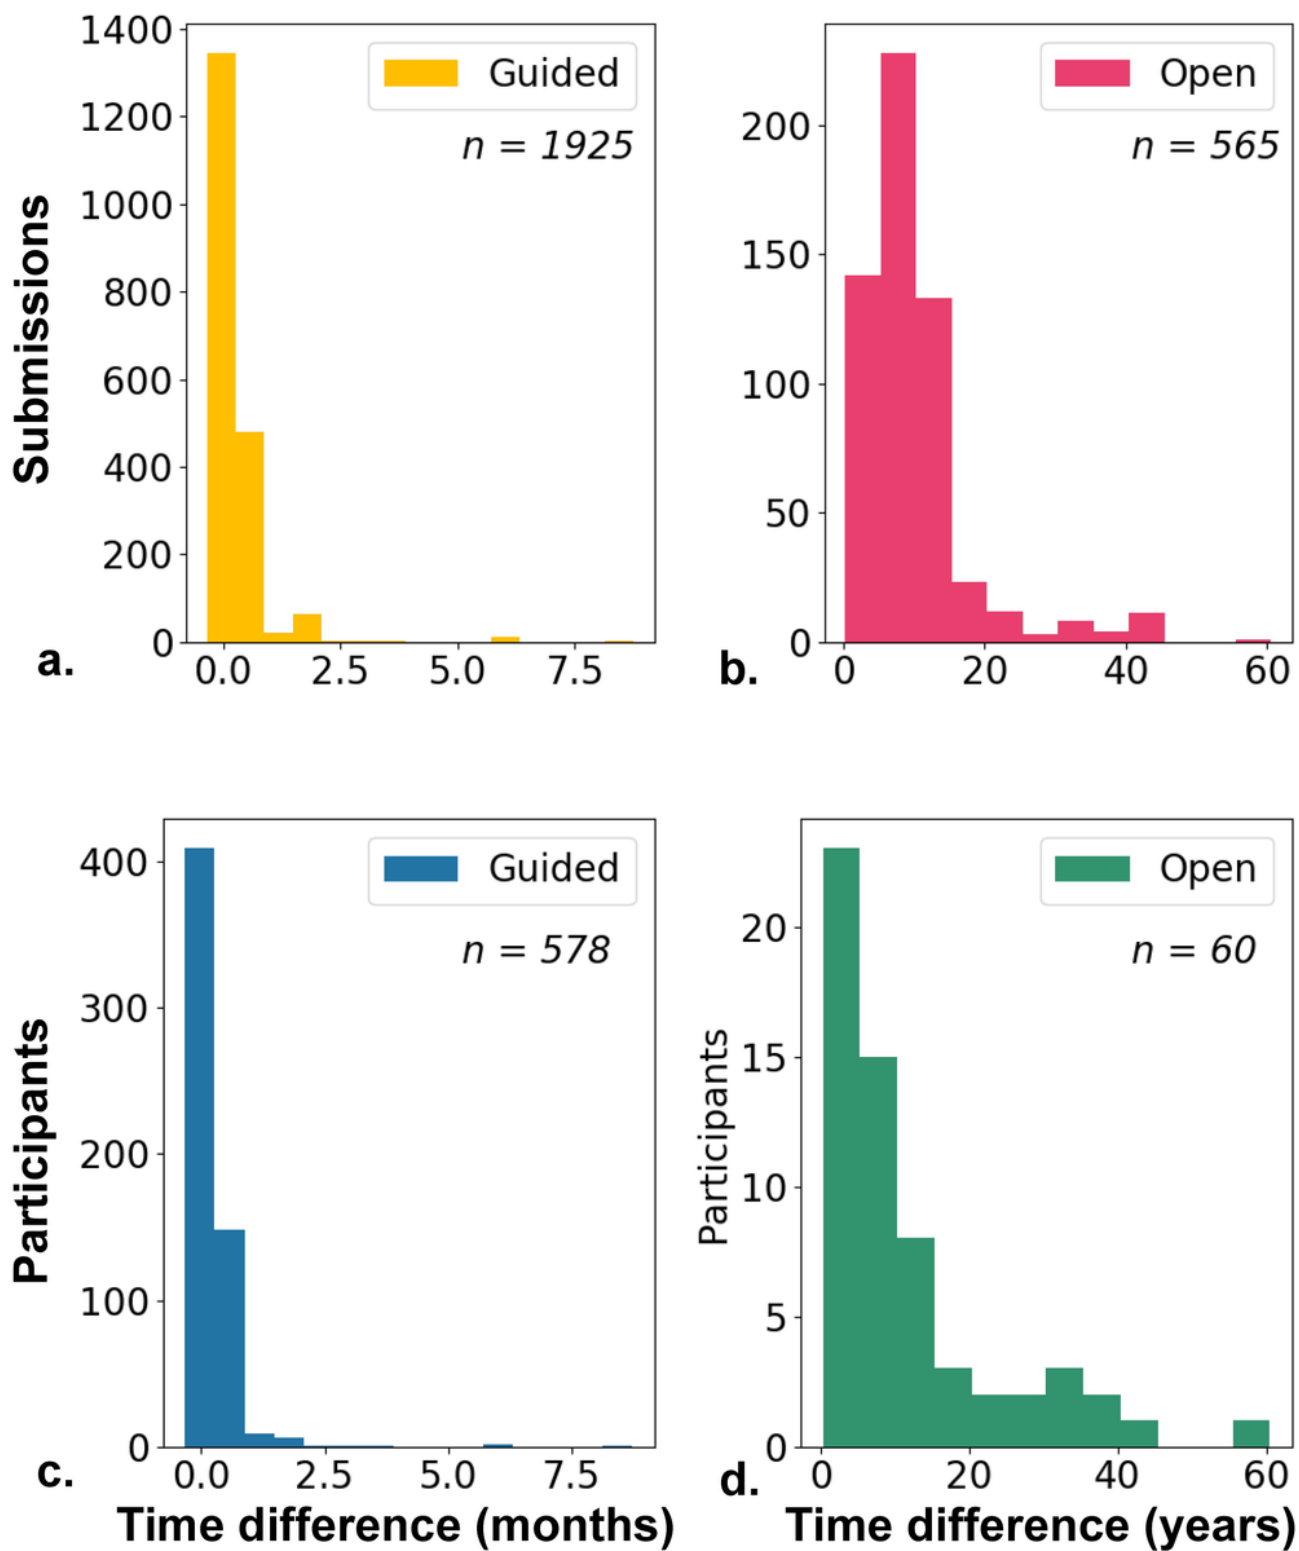 Submissions
1400
1200
1000
800
600
400
200
0
0.0 2.5 5.0 7.5
Guided
n = 1925
a.
200
150
100
50
0
0 20 40 60
Open
n = 565
b.
Participants
400
300
200
100
0
0.0 2.5 5.0 7.5
Guided
n = 578
c.
Time difference (months)
Participants
20
15
10
5
0
0 20 40 60
Open
n = 60
d.
Time difference (years)